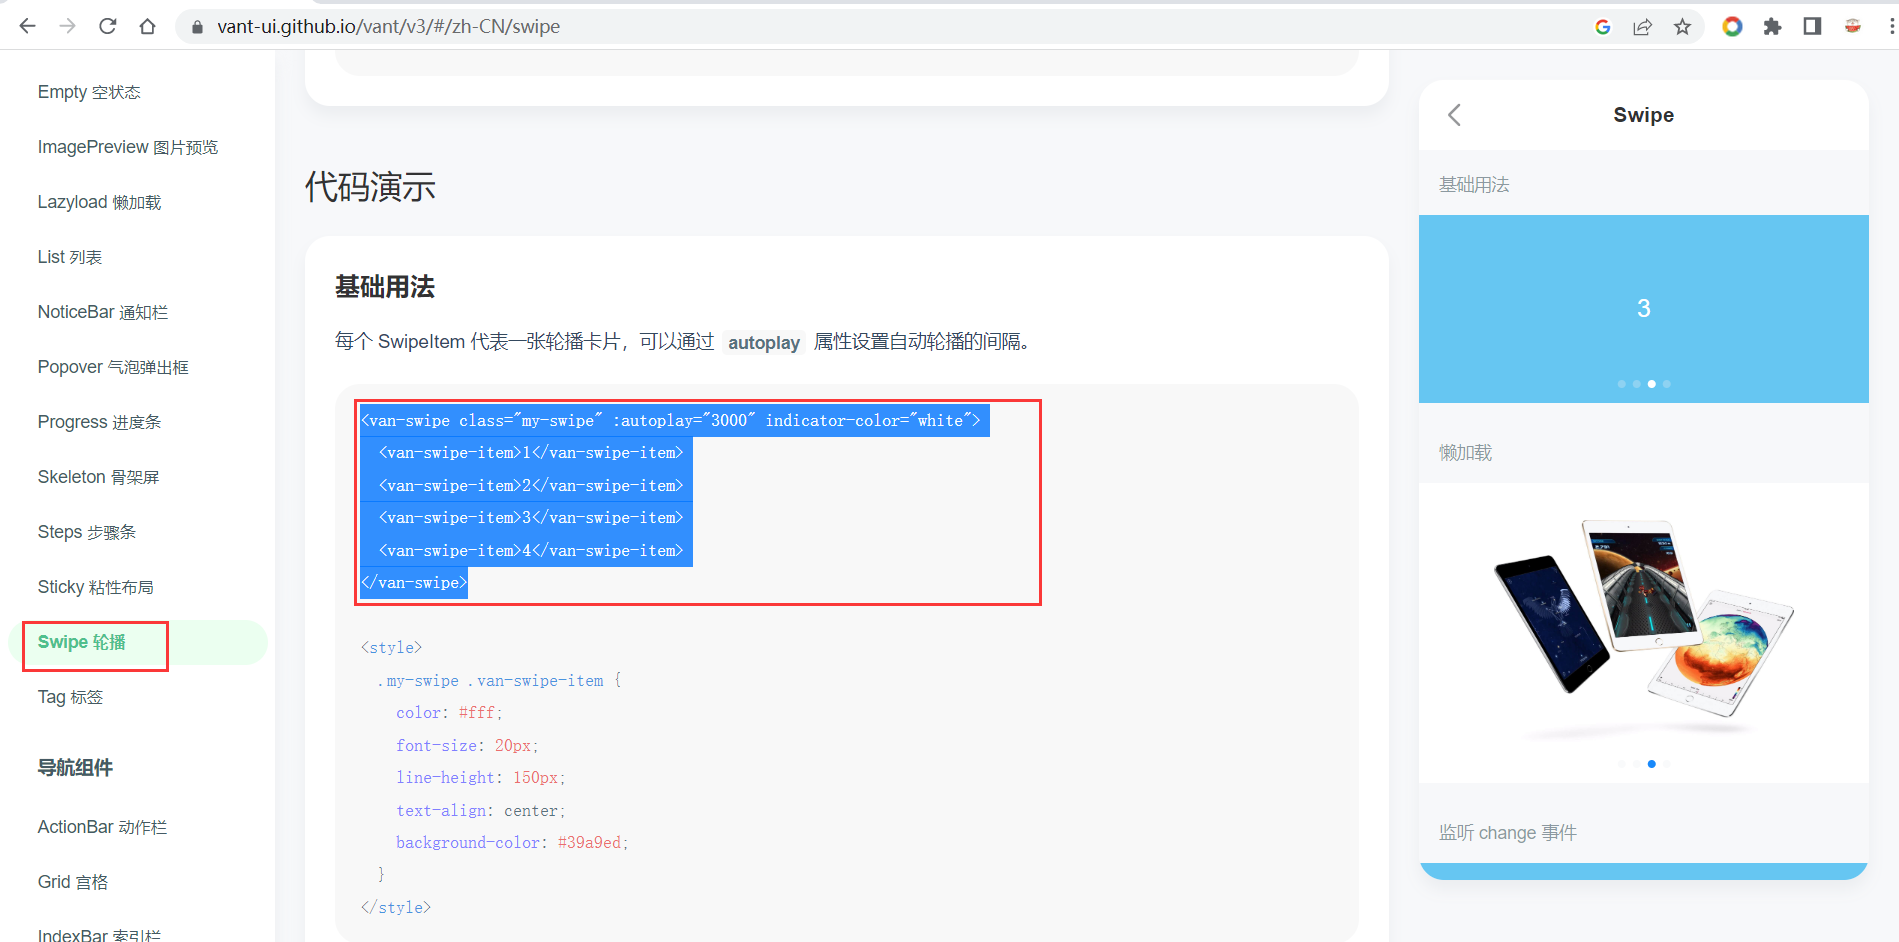 vant-ui.github.io/vant/v3/#/zh-CN/swipe
Empty 空状态
ImagePreview 图片预览
Lazyload 懒加载
List 列表
NoticeBar 通知栏
Popover 气泡弹出框
Progress 进度条
Skeleton 骨架屏
Steps 步骤条
Sticky 粘性布局
Swipe 轮播
Tag 标签
导航组件
ActionBar 动作栏
Grid 宫格
IndexBar 索引栏
代码演示
基础用法
每个 SwipeItem 代表一张轮播卡片，可以通过 autoplay 属性设置自动轮播的间隔。
<van-swipe class="my-swipe" :autoplay="3000" indicator-color="white">
  <van-swipe-item>1</van-swipe-item>
  <van-swipe-item>2</van-swipe-item>
  <van-swipe-item>3</van-swipe-item>
  <van-swipe-item>4</van-swipe-item>
</van-swipe>
<style>
  .my-swipe .van-swipe-item {
    color: #fff;
    font-size: 20px;
    line-height: 150px;
    text-align: center;
    background-color: #39a9ed;
  }
</style>
Swipe
基础用法
3
懒加载
监听 change 事件